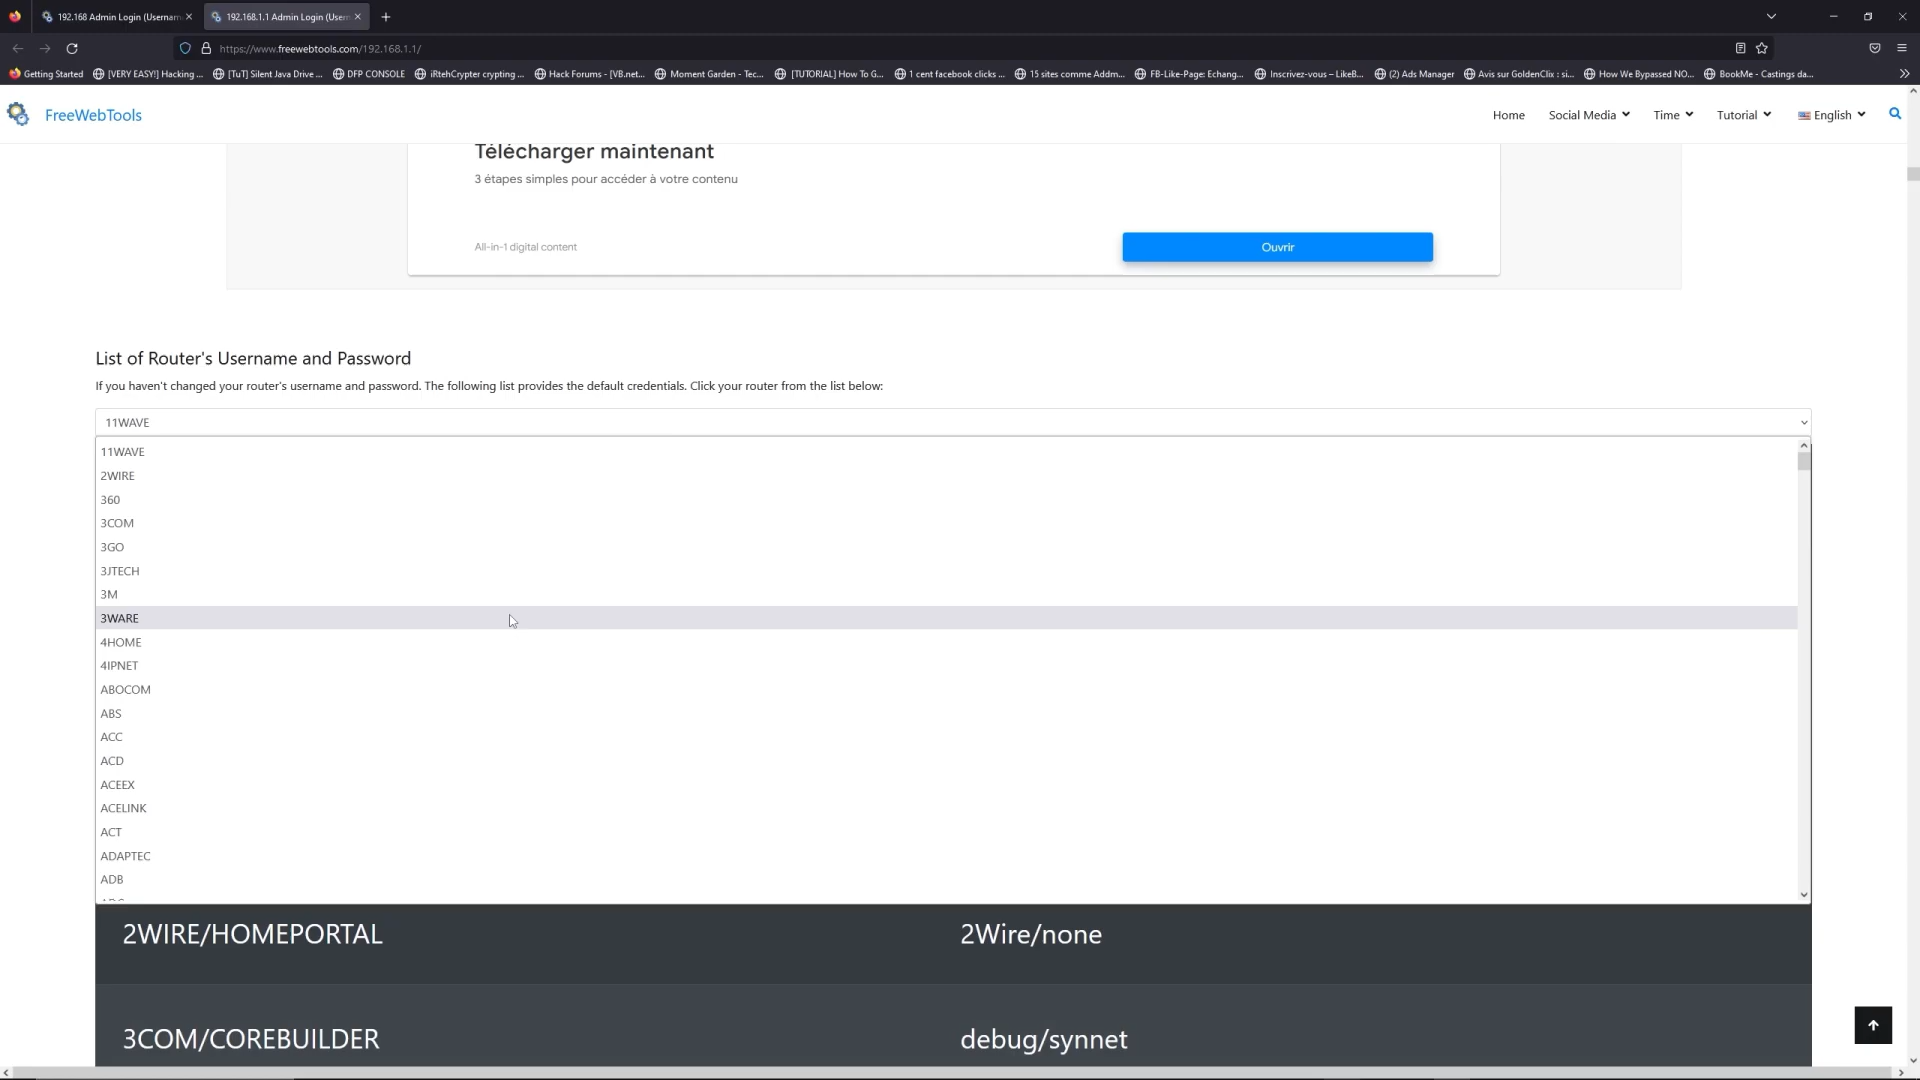 192.168 Admin Login (Usernam
192.168.1.1 Admin Login (Usern
https://www.freewebtools.com/192.168.1.1/
Getting Started
[VERY EASY!] Hacking ...
[TuT] Silent Java Drive ...
DFP CONSOLE
iRtehCrypter crypting ...
Hack Forums - [VB.net...
Moment Garden - Tec...
[TUTORIAL] How To G...
1 cent facebook clicks ...
15 sites comme Addm...
FB-Like-Page: Echang...
Inscrivez-vous – LikeB...
(2) Ads Manager
Avis sur GoldenClix : si...
How We Bypassed NO...
BookMe - Castings da...
FreeWebTools
Home
Social Media
Time
Tutorial
English
Télécharger maintenant
3 étapes simples pour accéder à votre contenu
All-in-1 digital content
Ouvrir
List of Router's Username and Password
If you haven't changed your router's username and password. The following list provides the default credentials. Click your router from the list below:
11WAVE
11WAVE
2WIRE
360
3COM
3GO
3JTECH
3M
3WARE
4HOME
4IPNET
ABOCOM
ABS
ACC
ACD
ACEEX
ACELINK
ACT
ADAPTEC
ADB
2WIRE/HOMEPORTAL
2Wire/none
3COM/COREBUILDER
debug/synnet